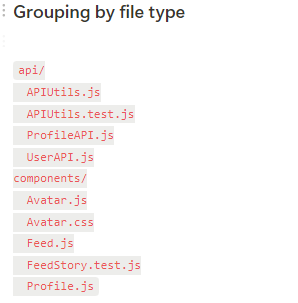 Grouping by file type
api/
APIUtils.js
APIUtils.test.js
ProfileAPI.js
UserAPI.js
components/
Avatar.js
Avatar.css
Feed.js
FeedStory.test.js
Profile.js